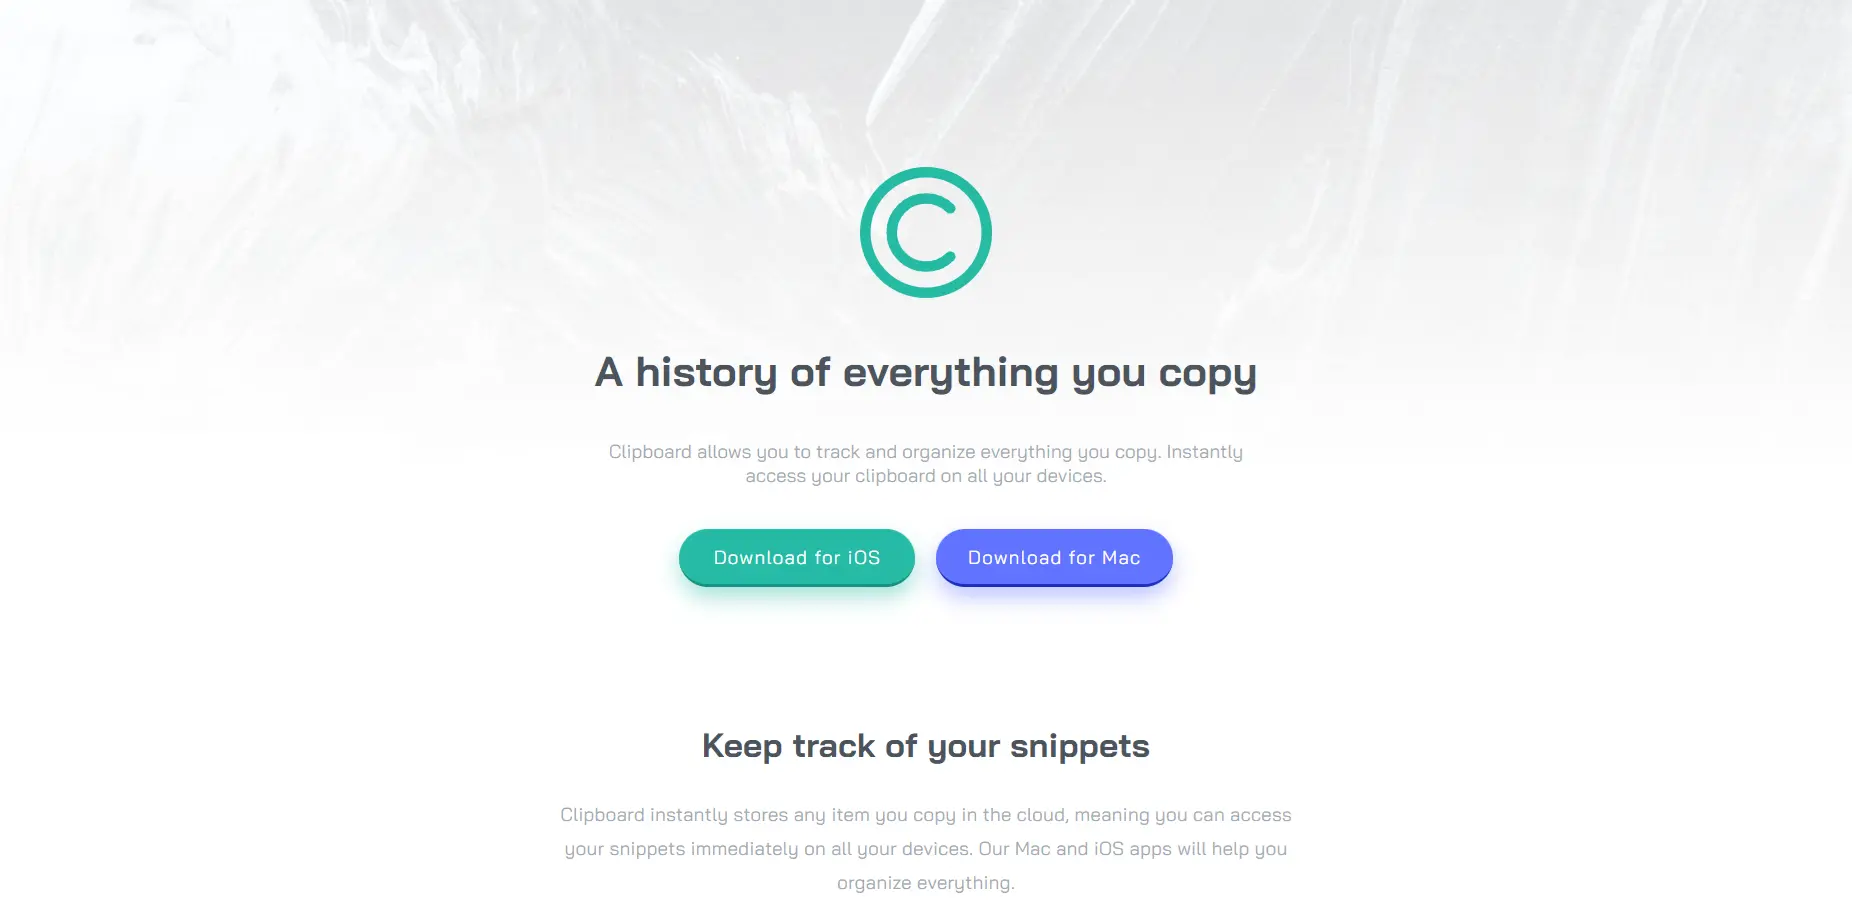 A history of everything you copy
Clipboard allows you to track and organize everything you copy. Instantly
access your clipboard on all your devices.
Download for iOS
Download for Mac
Keep track of your snippets
Clipboard instantly stores any item you copy in the cloud, meaning you can access
your snippets immediately on all your devices. Our Mac and iOS apps will help you
organize everything.